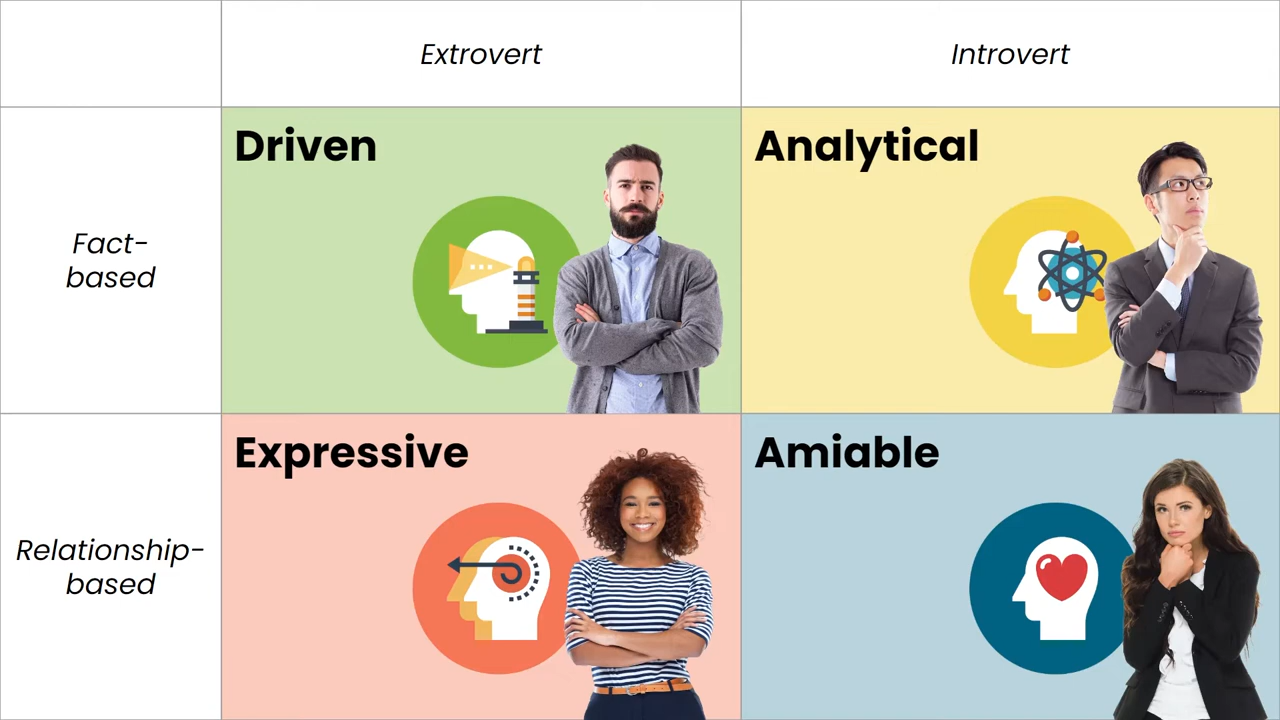 Extrovert
Introvert
Fact-
based
Driven
Analytical
Relationship-
based
Expressive
Amiable